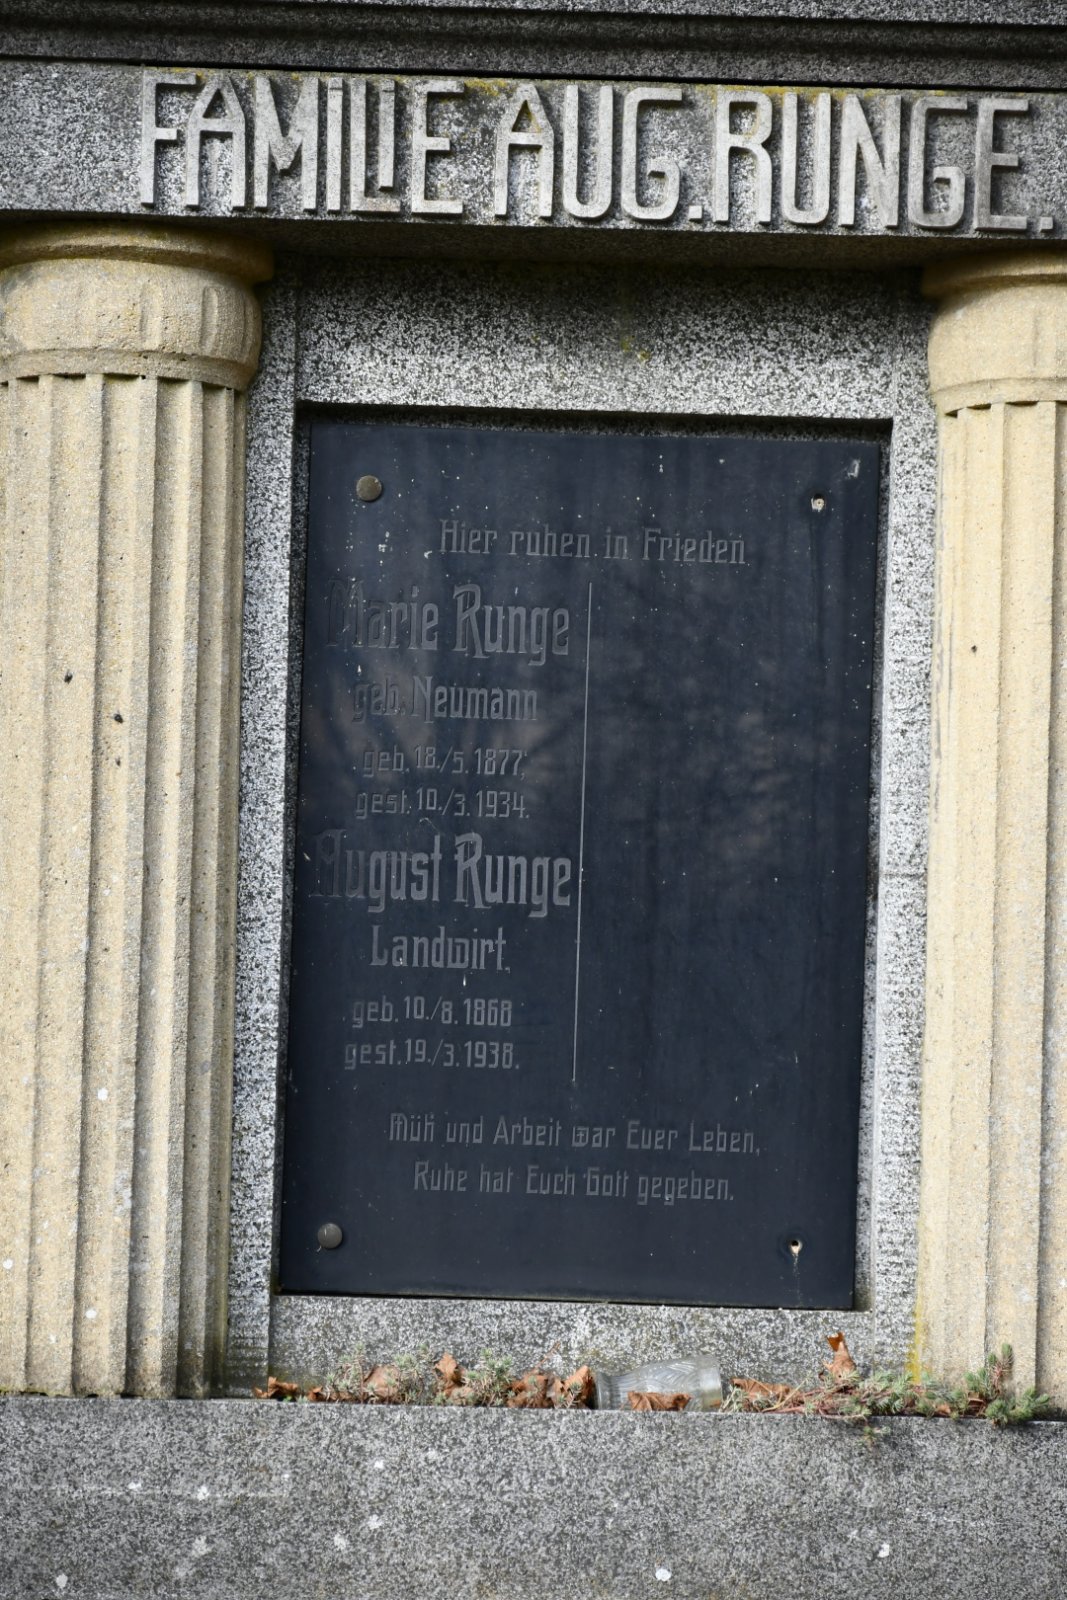 FAMILIE AUG. RUNGE.
Hier ruhen in Frieden
Marie Runge
geb. Neumann
geb. 18./5. 1877,
gest. 10./3. 1934.
August Runge
Landwirt.
geb. 10./8. 1868
gest. 19./3. 1938.
Müh und Arbeit war Euer Leben,
Ruhe hat Euch Gott gegeben.